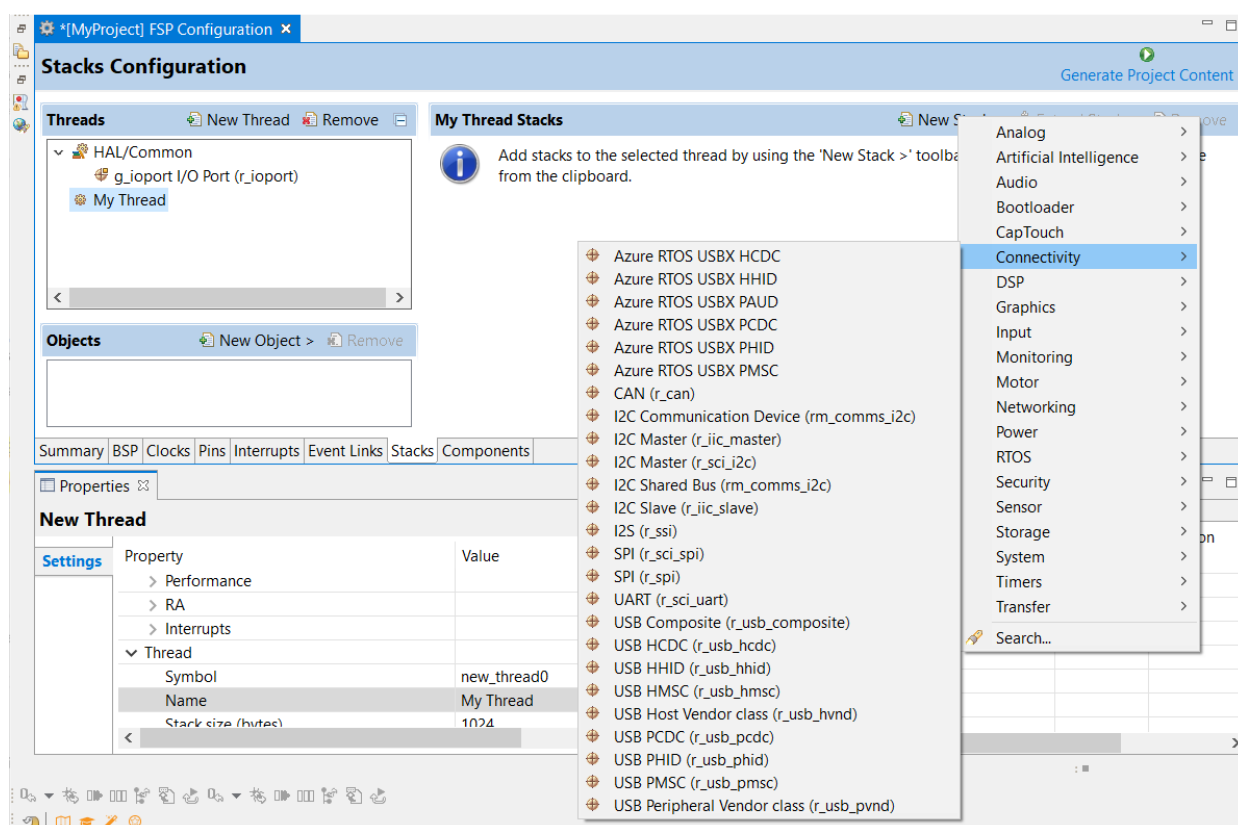 *[MyProject] FSP Configuration
Stacks Configuration
Generate Project Content
Threads
New Thread
Remove
HAL/Common
g_ioport I/O Port (r_ioport)
My Thread
Objects
New Object >
Remove
My Thread Stacks
New
Add stacks to the selected thread by using the 'New Stack >'
from the clipboard.
Analog
Artificial Intelligence
Audio
Bootloader
CapTouch
Connectivity
DSP
Graphics
Input
Monitoring
Motor
Networking
Power
RTOS
Security
Sensor
Storage
System
Timers
Transfer
Search...
Azure RTOS USBX HCDC
Azure RTOS USBX HHID
Azure RTOS USBX PAUD
Azure RTOS USBX PCDC
Azure RTOS USBX PHID
Azure RTOS USBX PMSC
CAN (r_can)
I2C Communication Device (rm_comms_i2c)
I2C Master (r_iic_master)
I2C Master (r_sci_i2c)
I2C Shared Bus (rm_comms_i2c)
I2C Slave (r_iic_slave)
I2S (r_ssi)
SPI (r_sci_spi)
SPI (r_spi)
UART (r_sci_uart)
USB Composite (r_usb_composite)
USB HCDC (r_usb_hcdc)
USB HHID (r_usb_hhid)
USB HMSC (r_usb_hmsc)
USB Host Vendor class (r_usb_hvnd)
USB PCDC (r_usb_pcdc)
USB PHID (r_usb_phid)
USB PMSC (r_usb_pmsc)
USB Peripheral Vendor class (r_usb_pvnd)
Summary BSP Clocks Pins Interrupts Event Links Stacks Components
Properties
New Thread
Settings
Property Value
Performance
RA
Interrupts
Thread
Symbol new_thread0
Name My Thread
Stack size (bytes) 1024